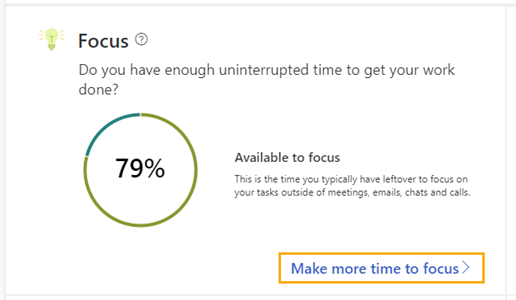 Focus ?
Do you have enough uninterrupted time to get your work
done?
79%
Available to focus
This is the time you typically have leftover to focus on
your tasks outside of meetings, emails, chats and calls.
Make more time to focus